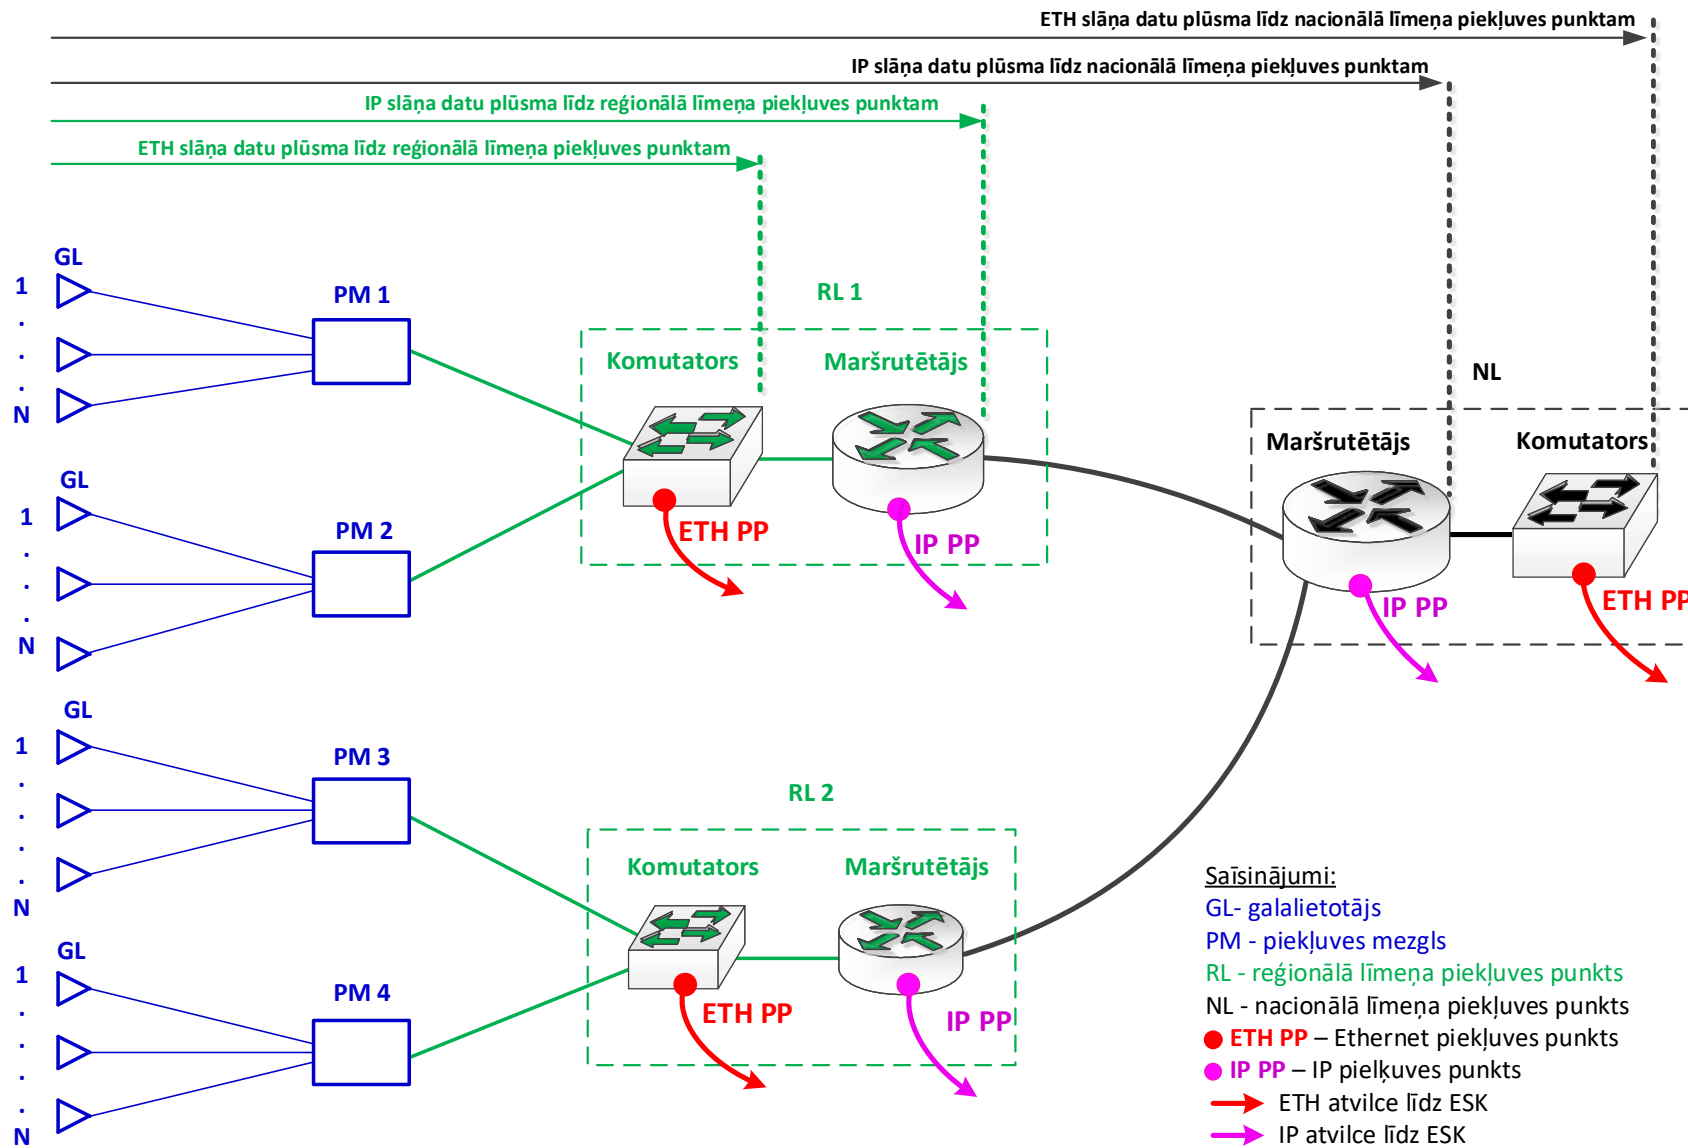 ETH slāņa datu plūsma līdz nacionālā līmeņa piekļuves punktam
IP slāņa datu plūsma līdz nacionālā līmeņa piekļuves punktam
IP slāņa datu plūsma līdz reģionālā līmeņa piekļuves punktam
ETH slāņa datu plūsma līdz reģionālā līmeņa piekļuves punktam
GL
1
.
.
.
N
PM 1
RL 1
Komutators
Maršrutētājs
ETH PP
IP PP
GL
1
.
.
.
N
PM 2
NL
Maršrutētājs
Komutators
IP PP
ETH PP
GL
1
.
.
.
N
PM 3
RL 2
Komutators
Maršrutētājs
ETH PP
IP PP
GL
1
.
.
.
N
PM 4
Saīsinājumi:
GL- galalietotājs
PM - piekļuves mezgls
RL - reģionālā līmeņa piekļuves punkts
NL - nacionālā līmeņa piekļuves punkts
ETH PP – Ethernet piekļuves punkts
IP PP – IP pieļkuves punkts
ETH atvilce līdz ESK
IP atvilce līdz ESK